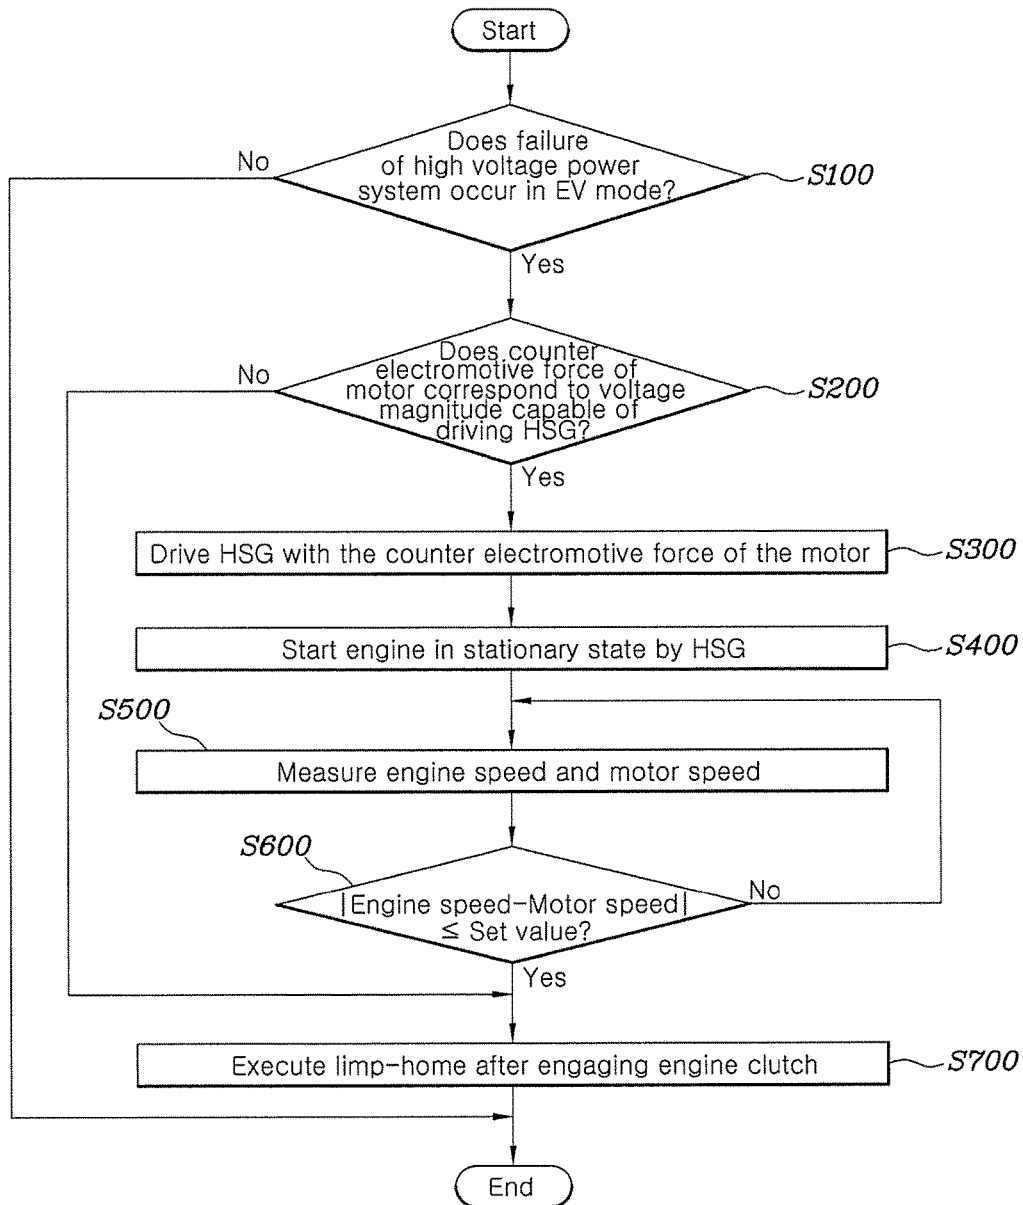 Start
Does failure
of high voltage power
system occur in EV mode?
No
S100
Yes
Does counter
electromotive force of
motor correspond to voltage
magnitude capable of
driving HSG?
No
S200
Yes
Drive HSG with the counter electromotive force of the motor
S300
Start engine in stationary state by HSG
S400
S500
Measure engine speed and motor speed
S600
|Engine speed-Motor speed|
≤ Set value?
No
Yes
Execute limp-home after engaging engine clutch
S700
End